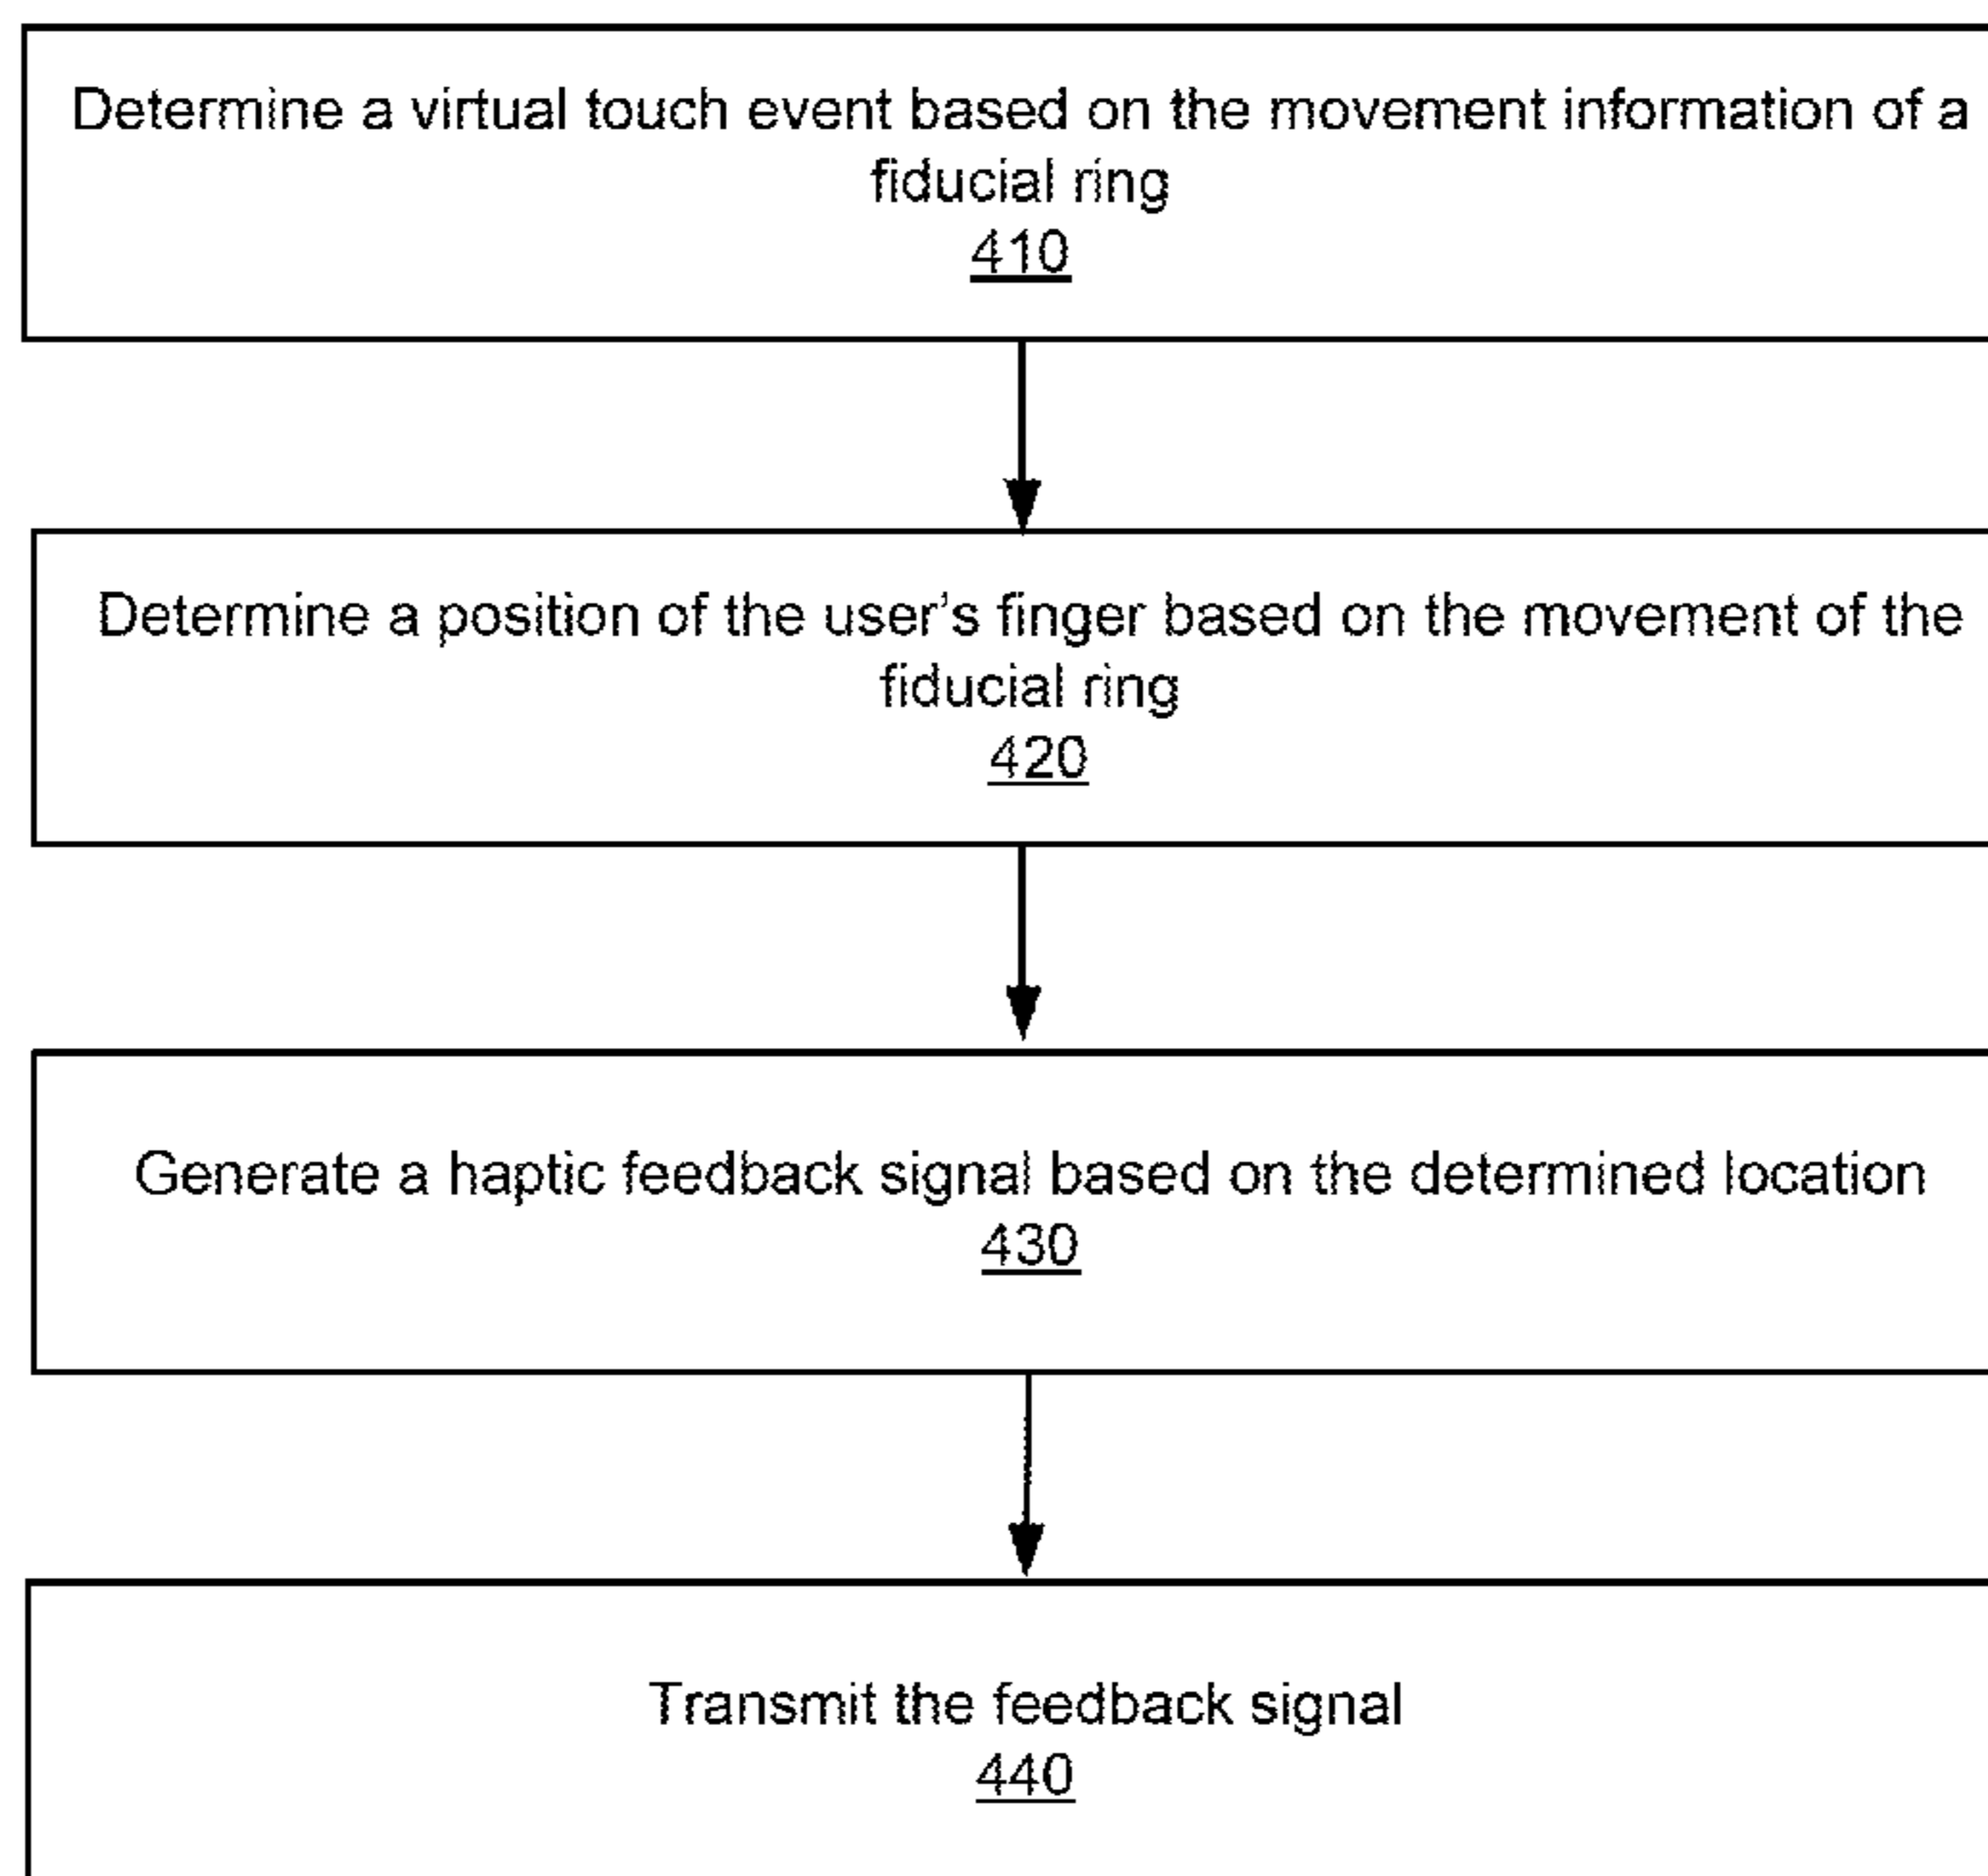 Determine a virtual touch event based on the movement information of a
fiducial ring
410
Determine a position of the user's finger based on the movement of the
fiducial ring
420
Generate a haptic feedback signal based on the determined location
430
Transmit the feedback signal
440